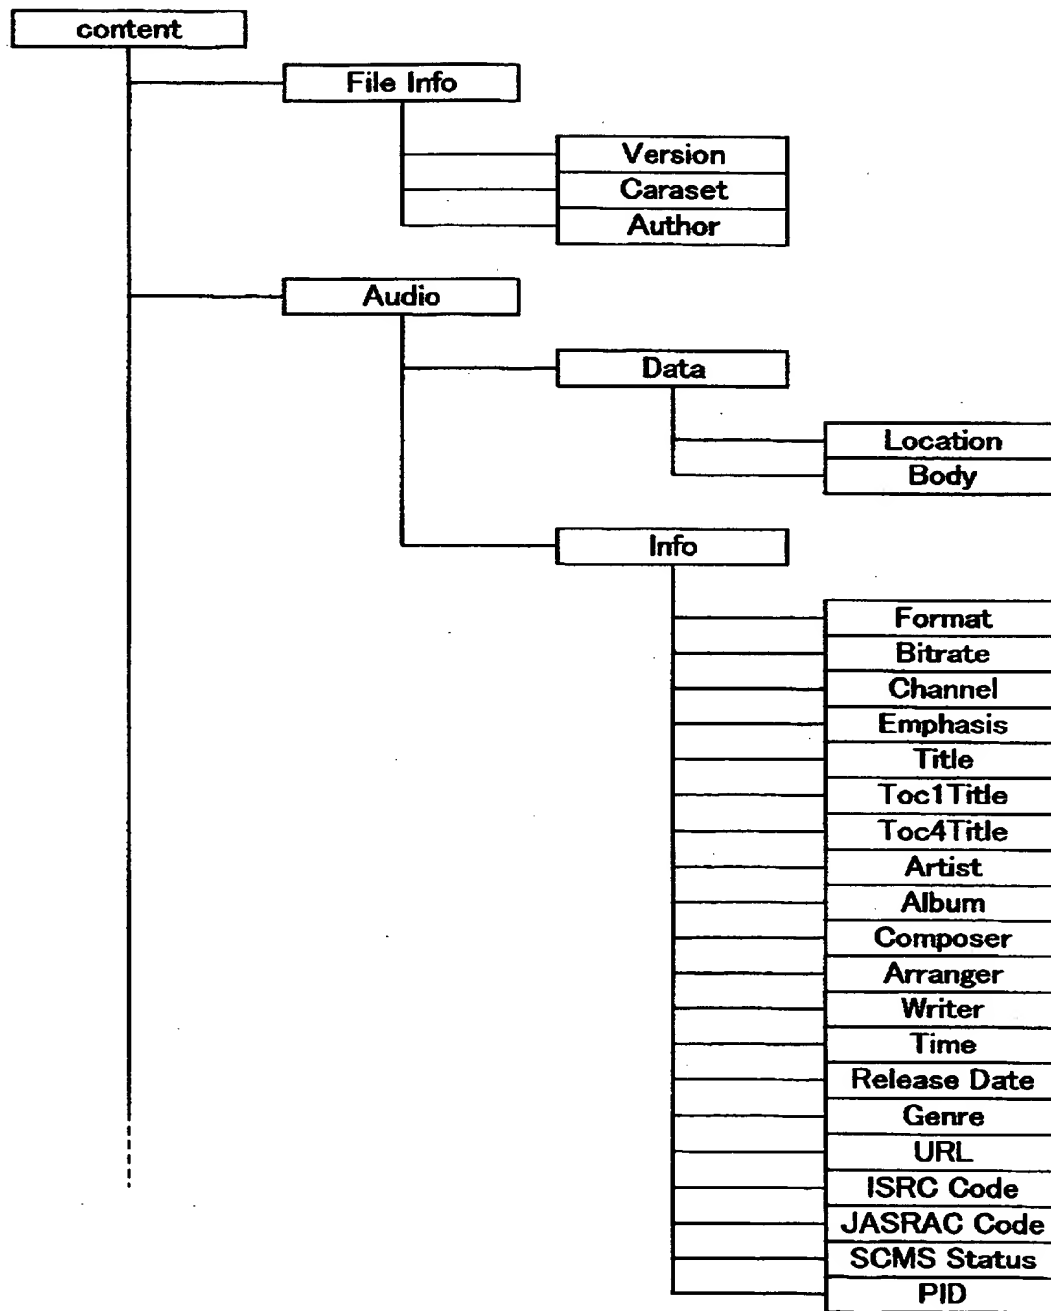 content
File Info
Version
Caraset
Author
Audio
Data
Location
Body
Info
Format
Bitrate
Channel
Emphasis
Title
Toc1Title
Toc4Title
Artist
Album
Composer
Arranger
Writer
Time
Release Date
Genre
URL
ISRC Code
JASRAC Code
SCMS Status
PID